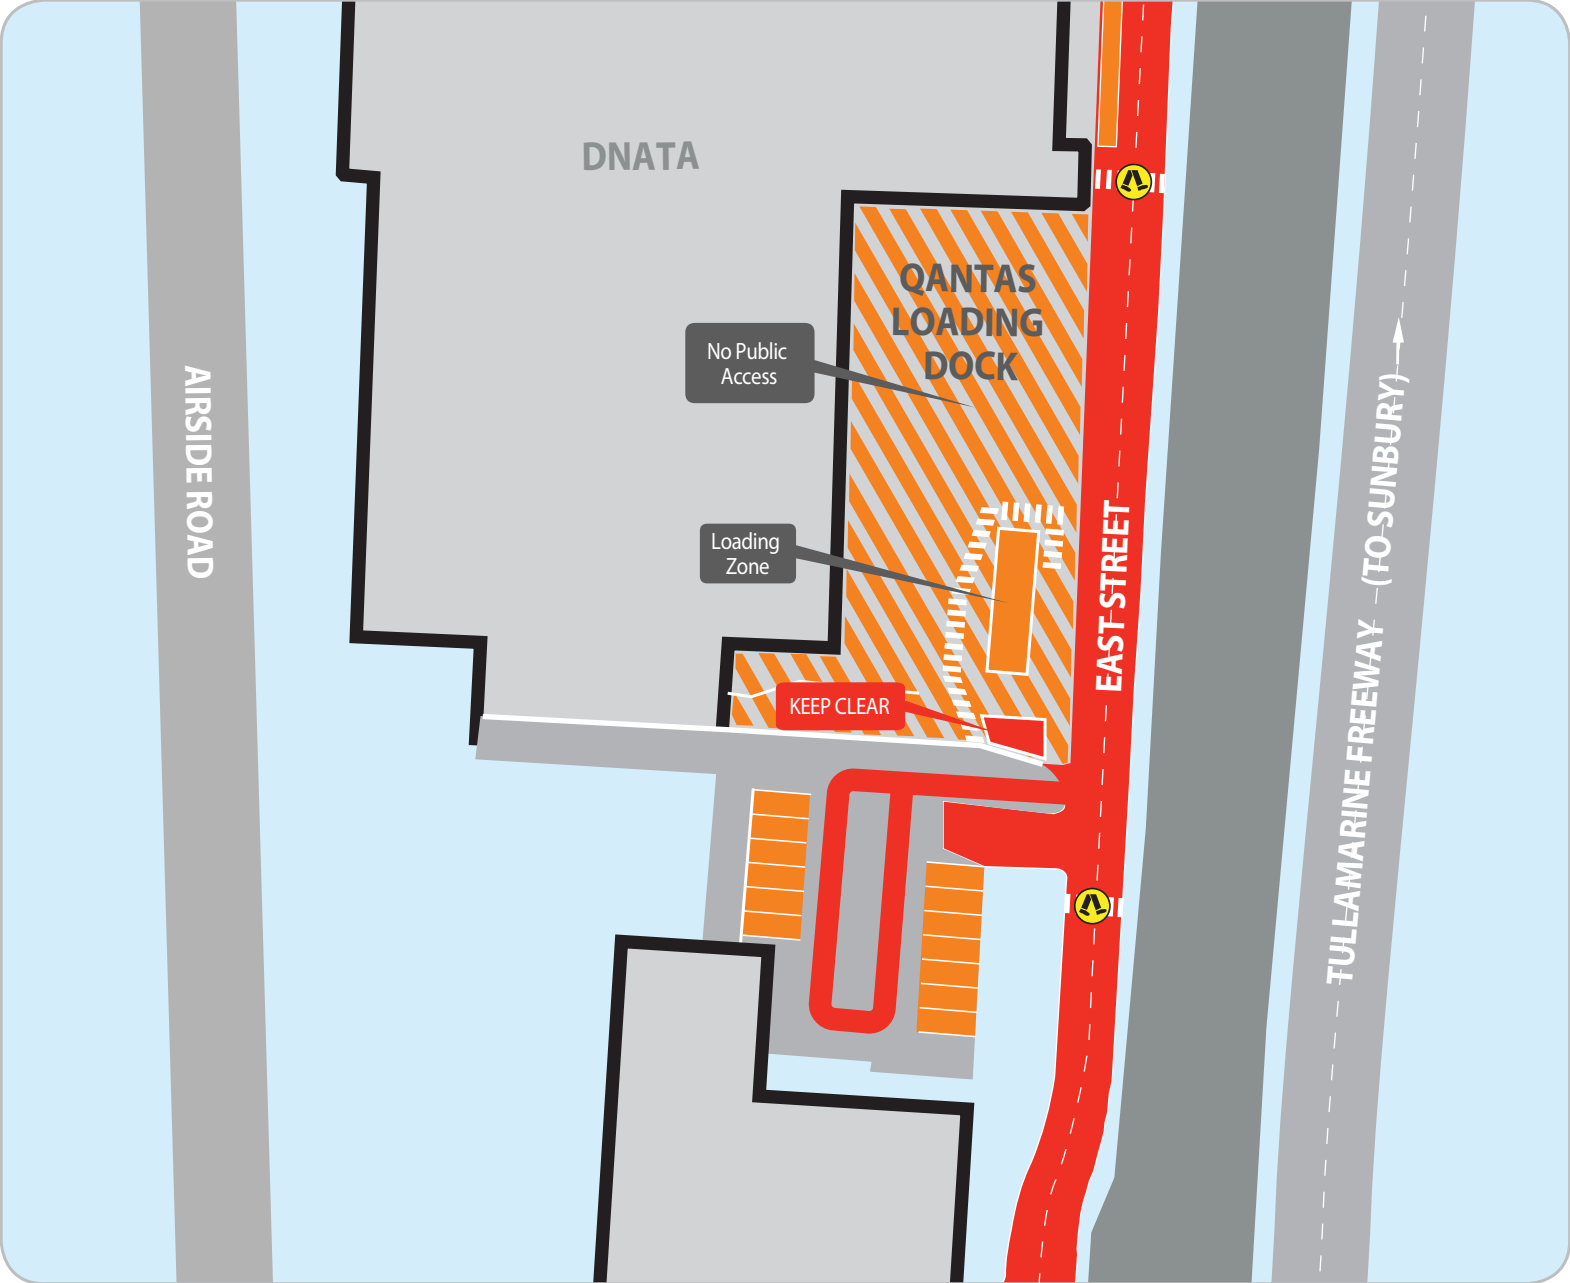 DNATA
QANTAS
LOADING
DOCK
No Public
Access
AIRSIDE ROAD
Loading
Zone
EAST STREET
TULLAMARINE FREEWAY (TO SUNBURY)
KEEP CLEAR